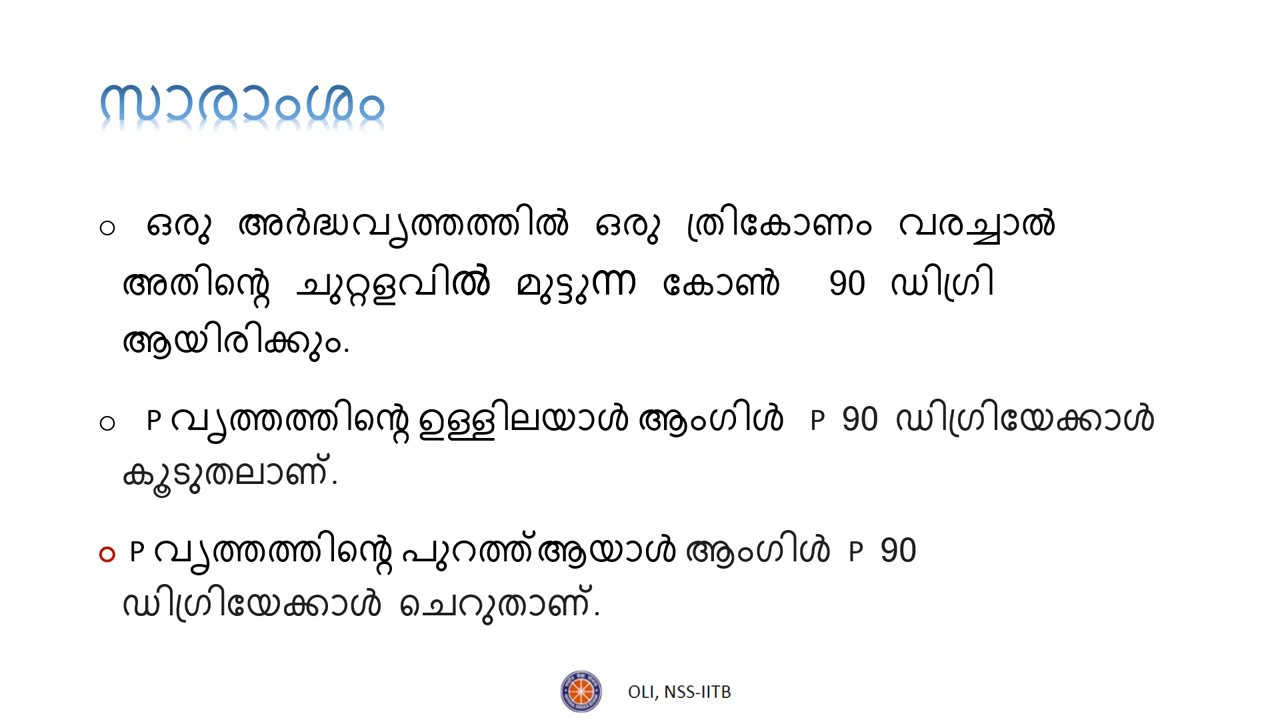 സാരാംശം
○ ഒരു അർദ്ധവൃത്തത്തിൽ ഒരു ത്രികോണം വരച്ചാൽ
അതിന്റെ ചുറ്റളവിൽ മുട്ടുന്ന കോൺ 90 ഡിഗ്രി
ആയിരിക്കും.
○ P വൃത്തത്തിന്റെ ഉള്ളിലയാൾ ആംഗിൾ P 90 ഡിഗ്രിയേക്കാൾ
കൂടുതലാണ്.
○ P വൃത്തത്തിന്റെ പുറത്ത്ആയാൾ ആംഗിൾ P 90
ഡിഗ്രിയേക്കാൾ ചെറുതാണ്.
OLI, NSS-IITB